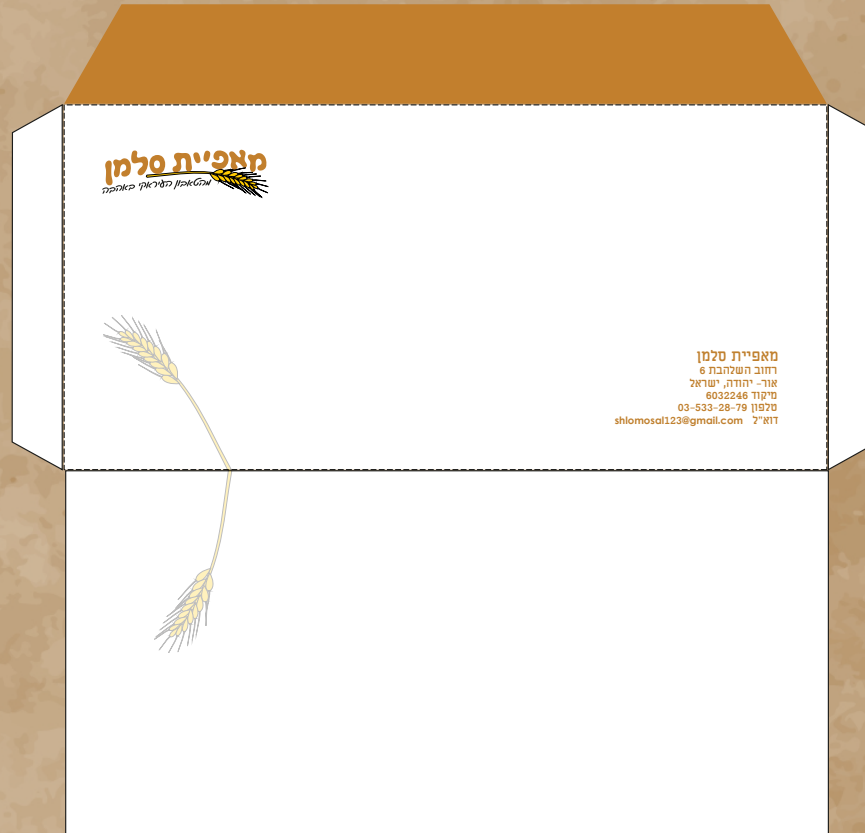 מאפיית סלמן
מהטאבון העיראקי באהבה
מאפיית סלמן
רחוב השלהבת 6
אור- יהודה, ישראל
מיקוד 6032246
טלפון 03-533-28-79
דוא"ל shlomosal123@gmail.com